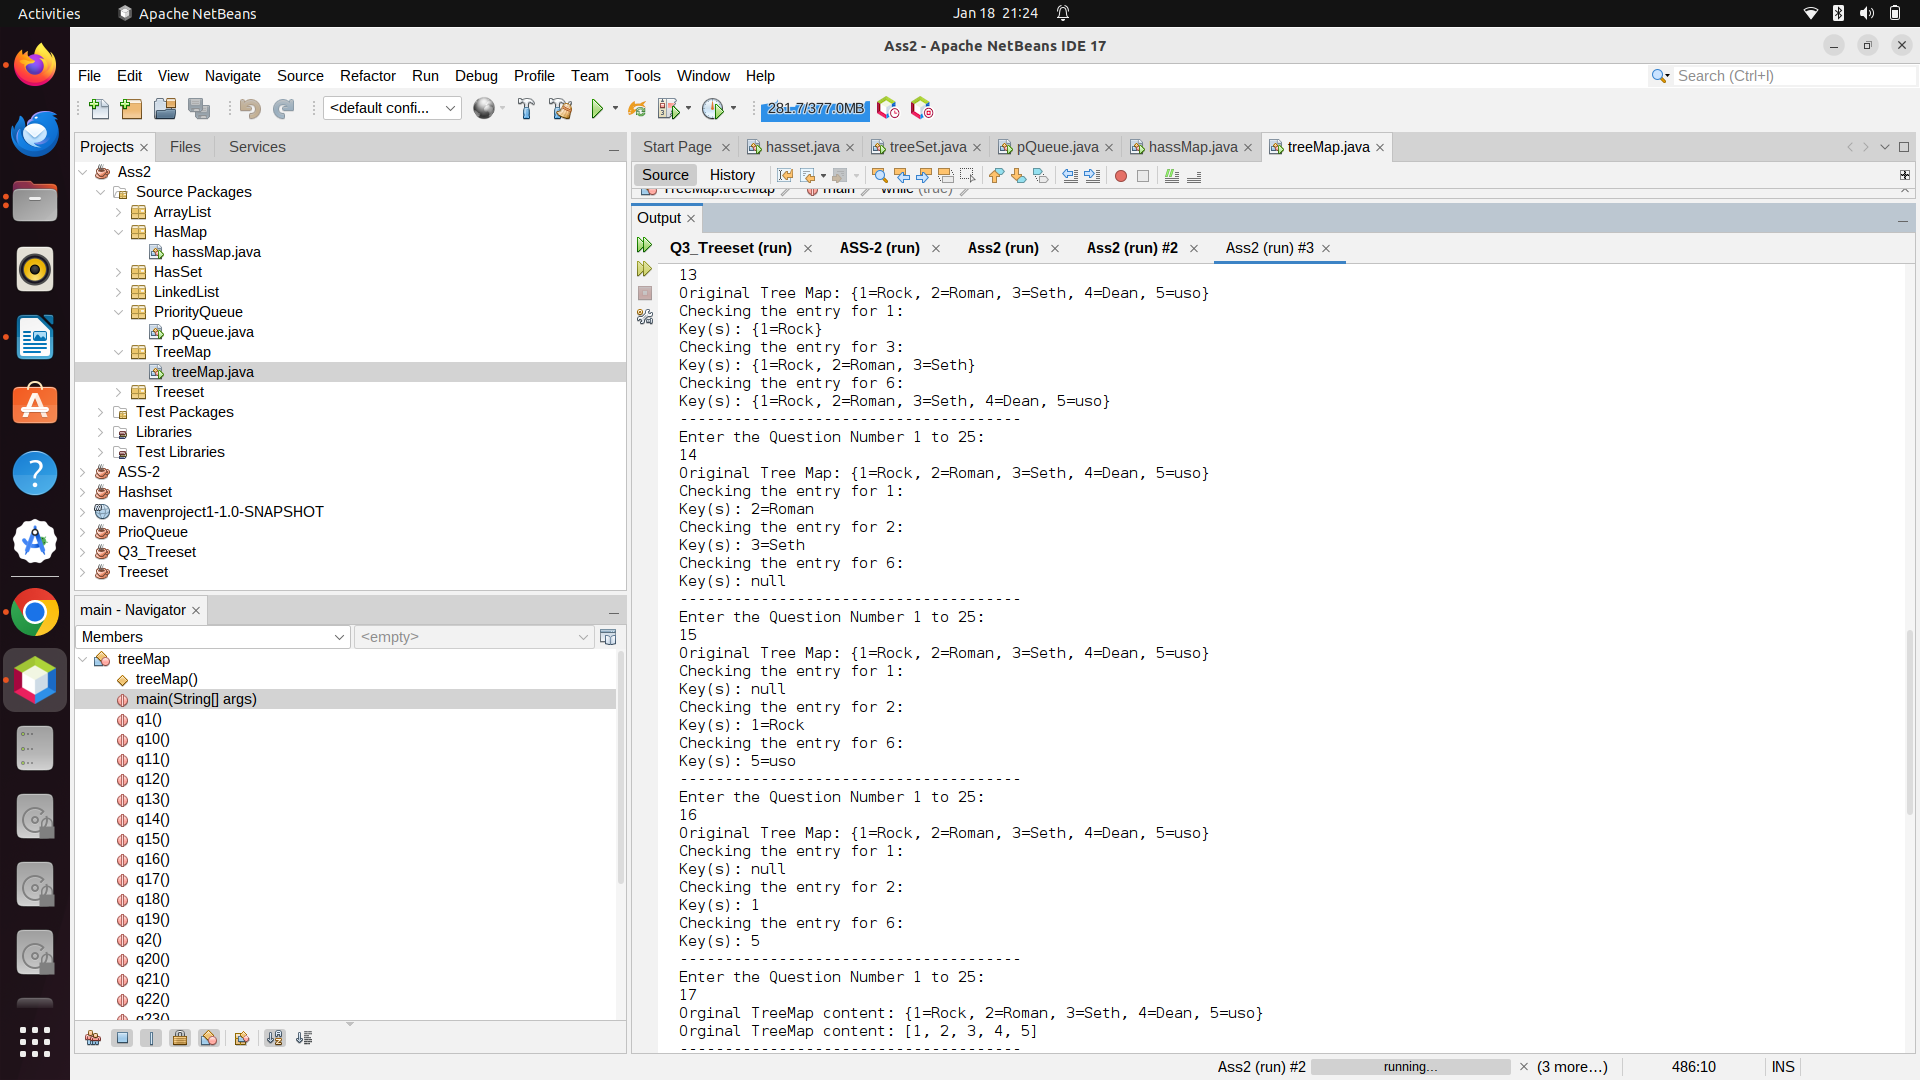 Activities
Apache NetBeans
Jan 18 21:24
Ass2 - Apache NetBeans IDE 17
File Edit View Navigate Source Refactor Run Debug Profile Team Tools Window Help
Search (Ctrl+I)
<default confi...
281.7/377.0MB
Projects
Files
Services
Ass2
Source Packages
ArrayList
HasMap
hassMap.java
HasSet
LinkedList
PriorityQueue
pQueue.java
TreeMap
treeMap.java
Treeset
Test Packages
Libraries
Test Libraries
ASS-2
Hashset
mavenproject1-1.0-SNAPSHOT
PrioQueue
Q3_Treeset
Treeset
main - Navigator
Members
<empty>
treeMap
treeMap()
main(String[] args)
q1()
q10()
q11()
q12()
q13()
q14()
q15()
q16()
q17()
q18()
q19()
q2()
q20()
q21()
q22()
q23()
Start Page
hasset.java
treeSet.java
pQueue.java
hassMap.java
treeMap.java
Source
History
TreeMap.treeMap
main
while (true)
Output
Q3_Treeset (run)
ASS-2 (run)
Ass2 (run)
Ass2 (run) #2
Ass2 (run) #3
13
Original Tree Map: {1=Rock, 2=Roman, 3=Seth, 4=Dean, 5=uso}
Checking the entry for 1:
Key(s): {1=Rock}
Checking the entry for 3:
Key(s): {1=Rock, 2=Roman, 3=Seth}
Checking the entry for 6:
Key(s): {1=Rock, 2=Roman, 3=Seth, 4=Dean, 5=uso}
--------------------------------------
Enter the Question Number 1 to 25:
14
Original Tree Map: {1=Rock, 2=Roman, 3=Seth, 4=Dean, 5=uso}
Checking the entry for 1:
Key(s): 2=Roman
Checking the entry for 2:
Key(s): 3=Seth
Checking the entry for 6:
Key(s): null
--------------------------------------
Enter the Question Number 1 to 25:
15
Original Tree Map: {1=Rock, 2=Roman, 3=Seth, 4=Dean, 5=uso}
Checking the entry for 1:
Key(s): null
Checking the entry for 2:
Key(s): 1=Rock
Checking the entry for 6:
Key(s): 5=uso
--------------------------------------
Enter the Question Number 1 to 25:
16
Original Tree Map: {1=Rock, 2=Roman, 3=Seth, 4=Dean, 5=uso}
Checking the entry for 1:
Key(s): null
Checking the entry for 2:
Key(s): 1
Checking the entry for 6:
Key(s): 5
--------------------------------------
Enter the Question Number 1 to 25:
17
Orginal TreeMap content: {1=Rock, 2=Roman, 3=Seth, 4=Dean, 5=uso}
Orginal TreeMap content: [1, 2, 3, 4, 5]
--------------------------------------
Ass2 (run) #2
running...
(3 more...)
486:10
INS